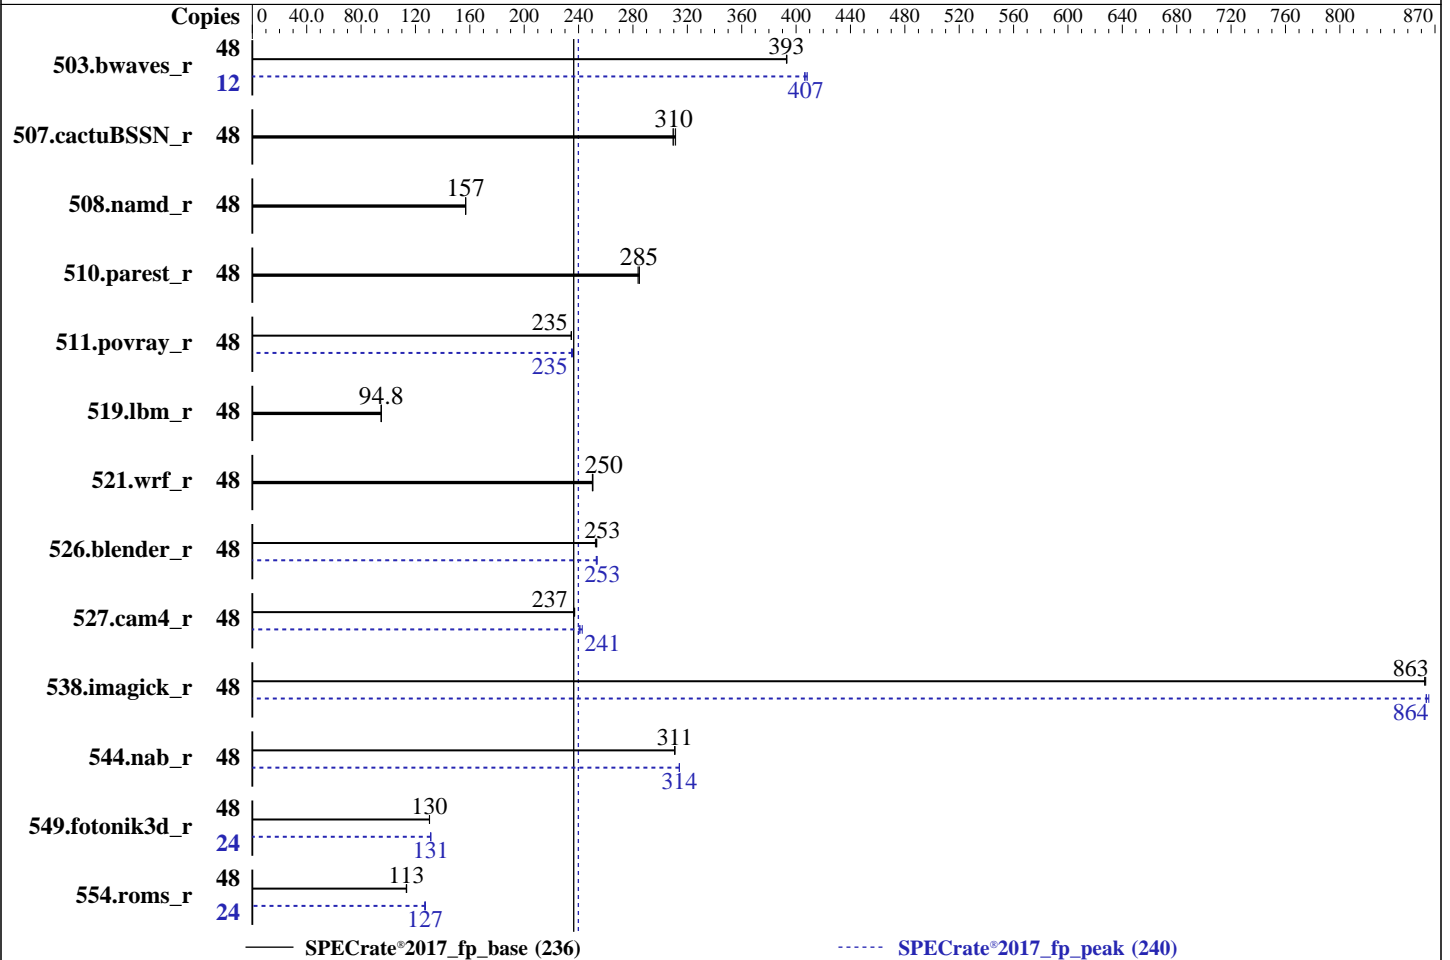 Copies 0 40.0 80.0 120 160 200 240 280 320 360 400 440 480 520 560 600 640 680 720 760 800 870
503.bwaves_r 48 393
12 407
507.cactuBSSN_r 48 310
508.namd_r 48 157
510.parest_r 48 285
511.povray_r 48 235
235
519.lbm_r 48 94.8
521.wrf_r 48 250
526.blender_r 48 253
253
527.cam4_r 48 237
241
538.imagick_r 48 863
864
544.nab_r 48 311
314
549.fotonik3d_r 48 130
24 131
554.roms_r 48 113
24 127
SPECrate®2017_fp_base (236) SPECrate®2017_fp_peak (240)